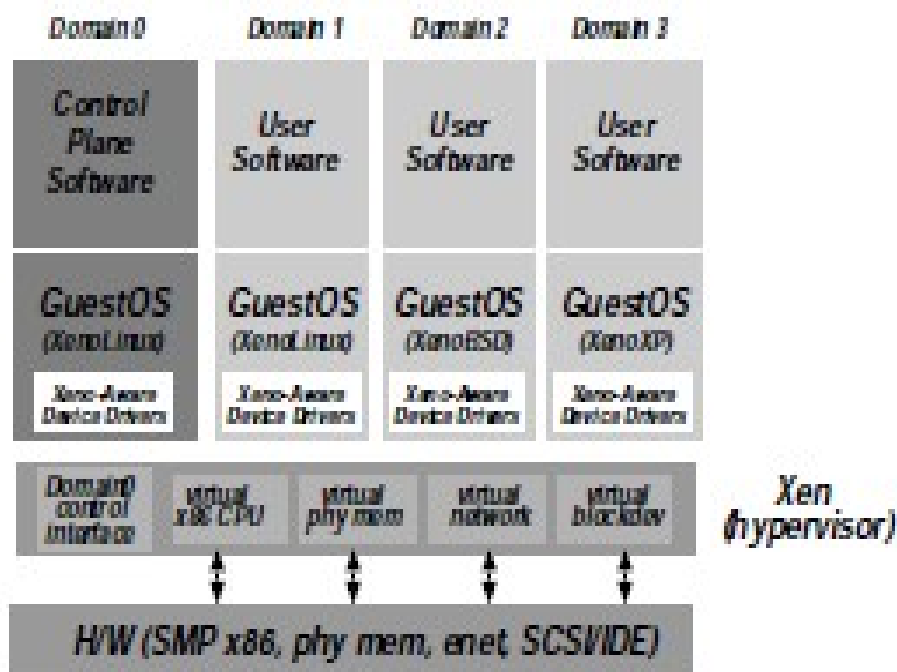 Domain 0
Domain 1
Domain 2
Domain 3
Control
Plane
Software
User
Software
User
Software
User
Software
GuestOS
(XenoLinux)
GuestOS
(XenoLinux)
GuestOS
(XenoBSD)
GuestOS
(XenoXP)
Xeno-Aware
Device Drivers
Xeno-Aware
Device Drivers
Xeno-Aware
Device Drivers
Xeno-Aware
Device Drivers
Domain0
control
interface
virtual
x86 CPU
virtual
phy mem
virtual
network
virtual
blockdev
Xen
(hypervisor)
H/W (SMP x86, phy mem, enet, SCSI/IDE)